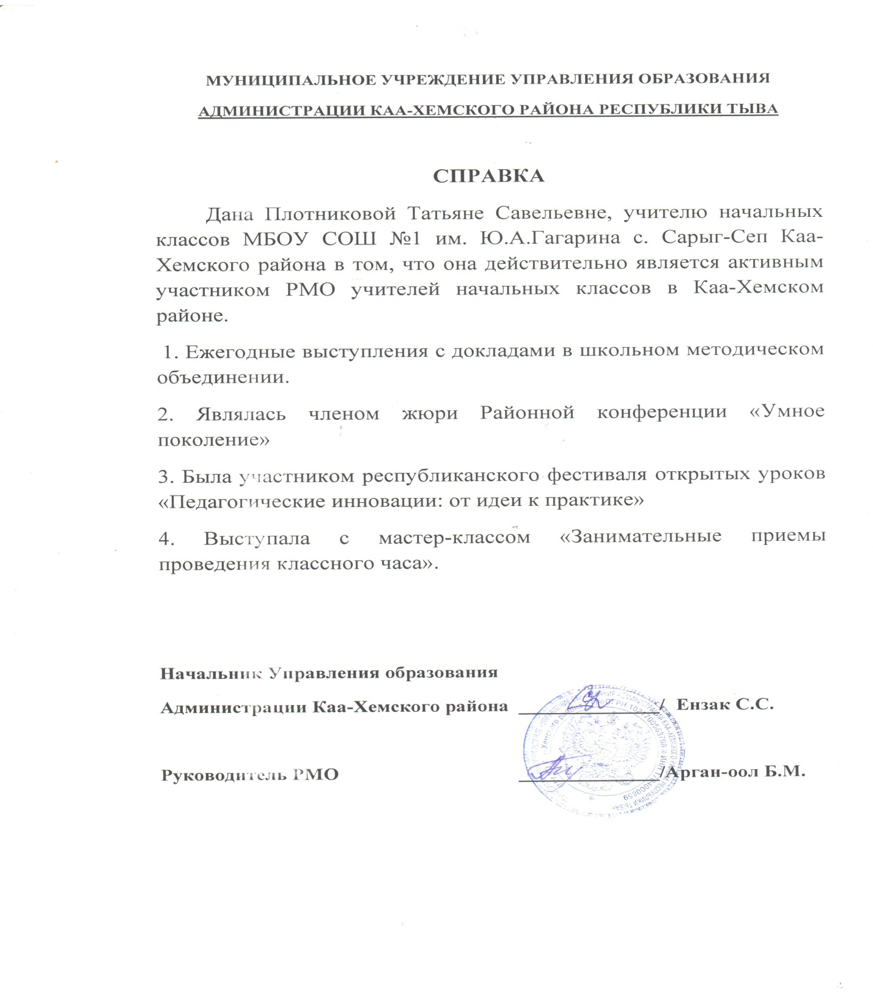 МУНИЦИПАЛЬНОЕ УЧРЕЖДЕНИЕ УПРАВЛЕНИЯ ОБРАЗОВАНИЯ
АДМИНИСТРАЦИИ КАА-ХЕМСКОГО РАЙОНА РЕСПУБЛИКИ ТЫВА
СПРАВКА
Дана Плотниковой Татьяне Савельевне, учителю начальных
классов МБОУ СОШ №1 им. Ю.А.Гагарина с. Сарыг-Сеп Каа-
Хемского района в том, что она действительно является активным
участником РМО учителей начальных классов в Каа-Хемском
районе.
1. Ежегодные выступления с докладами в школьном методическом
объединении.
2. Являлась членом жюри Районной конференции «Умное
поколение»
3. Была участником республиканского фестиваля открытых уроков
«Педагогические инновации: от идеи к практике»
4. Выступала с мастер-классом «Занимательные приемы
проведения классного часа».
Начальник Управления образования
Администрации Каа-Хемского района ________________/ Ензак С.С.
Руководитель РМО ________________/Арган-оол Б.М.